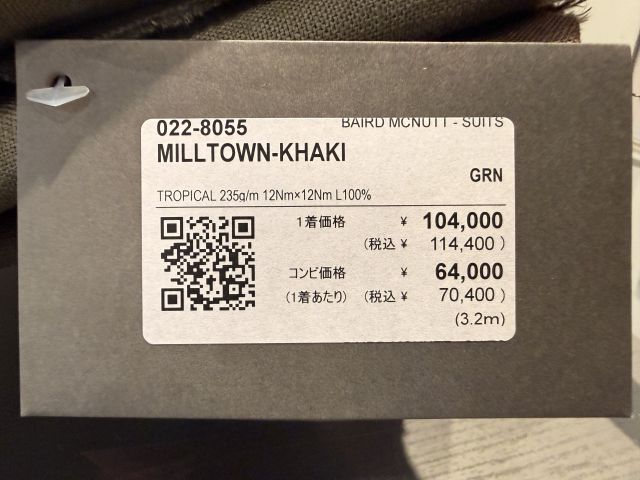 022-8055 BAIRD MCNUTT - SUITS
MILLTOWN-KHAKI
GRN
TROPICAL 235g/m 12Nm×12Nm L100%
1着価格 ¥ 104,000
(税込 ¥ 114,400 )
コンビ価格 ¥ 64,000
(1着あたり) (税込 ¥ 70,400 )
(3.2m)